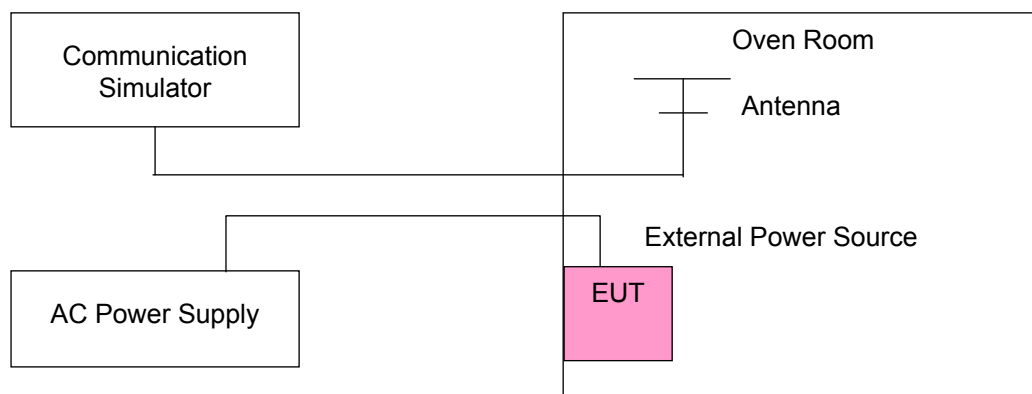 Communication
Simulator
Oven Room
Antenna
External Power Source
AC Power Supply
EUT